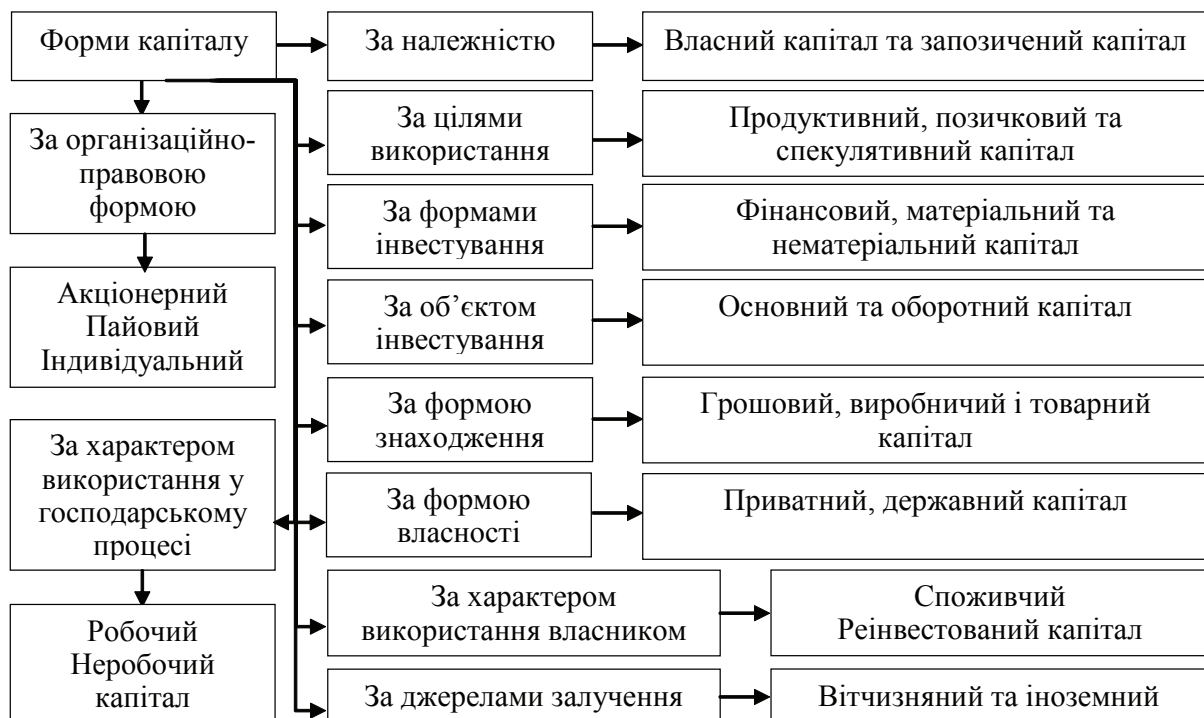 Форми капіталу
За належністю
Власний капітал та запозичений капітал
За організаційно-
правовою
формою
За цілями
використання
Продуктивний, позичковий та
спекулятивний капітал
За формами
інвестування
Фінансовий, матеріальний та
нематеріальний капітал
Акціонерний
Пайовий
Індивідуальний
За об’єктом
інвестування
Основний та оборотний капітал
За формою
знаходження
Грошовий, виробничий і товарний
капітал
За характером
використання у
господарському
процесі
За формою
власності
Приватний, державний капітал
Робочий
Неробочий
капітал
За характером
використання власником
Споживчий
Реінвестований капітал
За джерелами залучення
Вітчизняний та іноземний